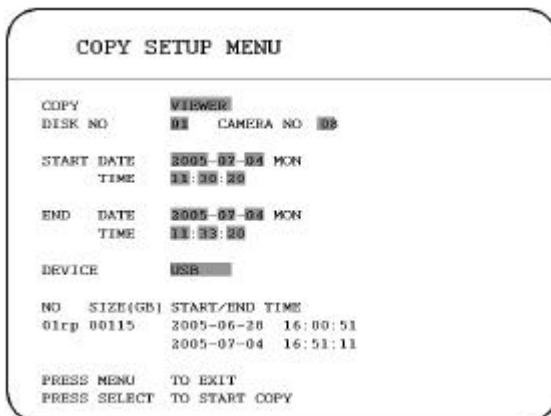 COPY SETUP MENU
COPY VIEWER
DISK NO 01 CAMERA NO 08
START DATE 2005-07-04 MON
TIME 11:30:20
END DATE 2005-07-04 MON
TIME 11:33:20
DEVICE USB
NO SIZE(GB) START/END TIME
01rp 00115 2005-06-28 16:00:51
2005-07-04 16:51:11
PRESS MENU TO EXIT
PRESS SELECT TO START COPY